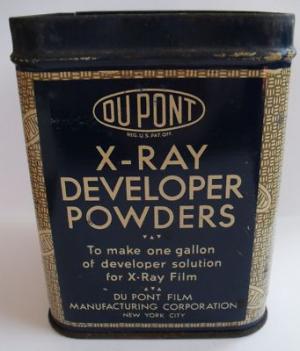 DU PONT
REG. U.S. PAT. OFF.
X-RAY
DEVELOPER
POWDERS
To make one gallon
of developer solution
for X-Ray Film
DU PONT FILM
MANUFACTURING CORPORATION
NEW YORK CITY